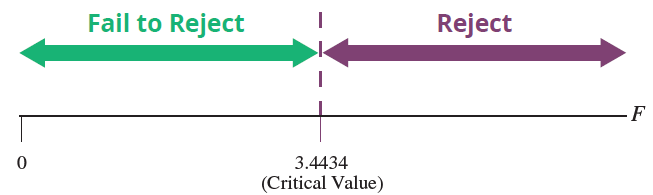 Fail to Reject
Reject
F
0
3.4434
(Critical Value)